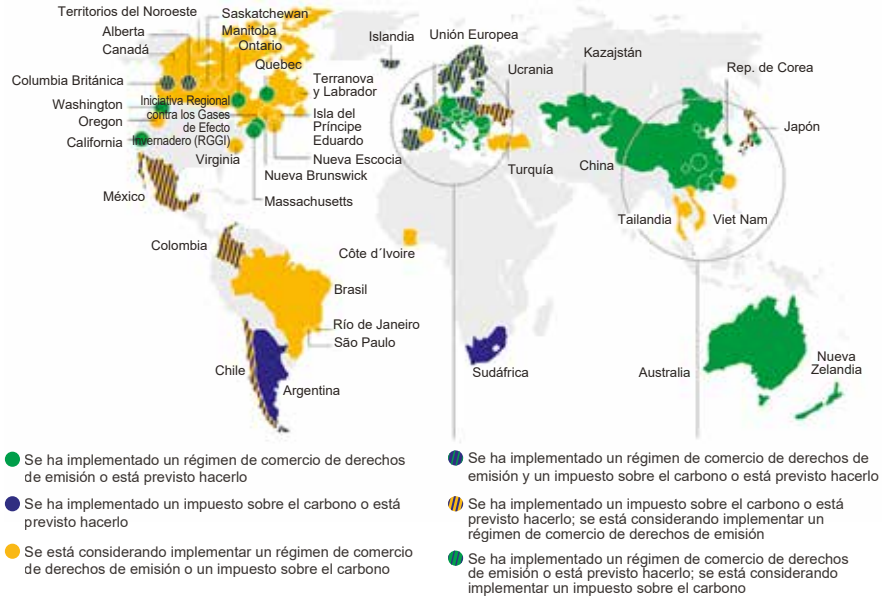 Territorios del Noroeste
Saskatchewan
Alberta
Manitoba
Canadá
Ontario
Quebec
Columbia Británica
Terranova
y Labrador
Washington
Iniciativa Regional
contra los Gases
de Efecto
Invernadero (RGGI)
Oregon
Isla del
Príncipe
Eduardo
California
Virginia
Nueva Escocia
Nueva Brunswick
Massachusetts
México
Colombia
Brasil
Río de Janeiro
São Paulo
Chile
Argentina
Islandia
Unión Europea
Ucrania
Kazajstán
Rep. de Corea
Japón
Turquía
China
Tailandia
Viet Nam
Côte d´Ivoire
Sudáfrica
Australia
Nueva
Zelandia
Se ha implementado un régimen de comercio de derechos
de emisión o está previsto hacerlo
Se ha implementado un impuesto sobre el carbono o está
previsto hacerlo
Se está considerando implementar un régimen de comercio
de derechos de emisión o un impuesto sobre el carbono
Se ha implementado un régimen de comercio de derechos de
emisión y un impuesto sobre el carbono o está previsto hacerlo
Se ha implementado un impuesto sobre el carbono o está
previsto hacerlo; se está considerando implementar un
régimen de comercio de derechos de emisión
Se ha implementado un régimen de comercio de derechos
de emisión o está previsto hacerlo; se está considerando
implementar un impuesto sobre el carbono